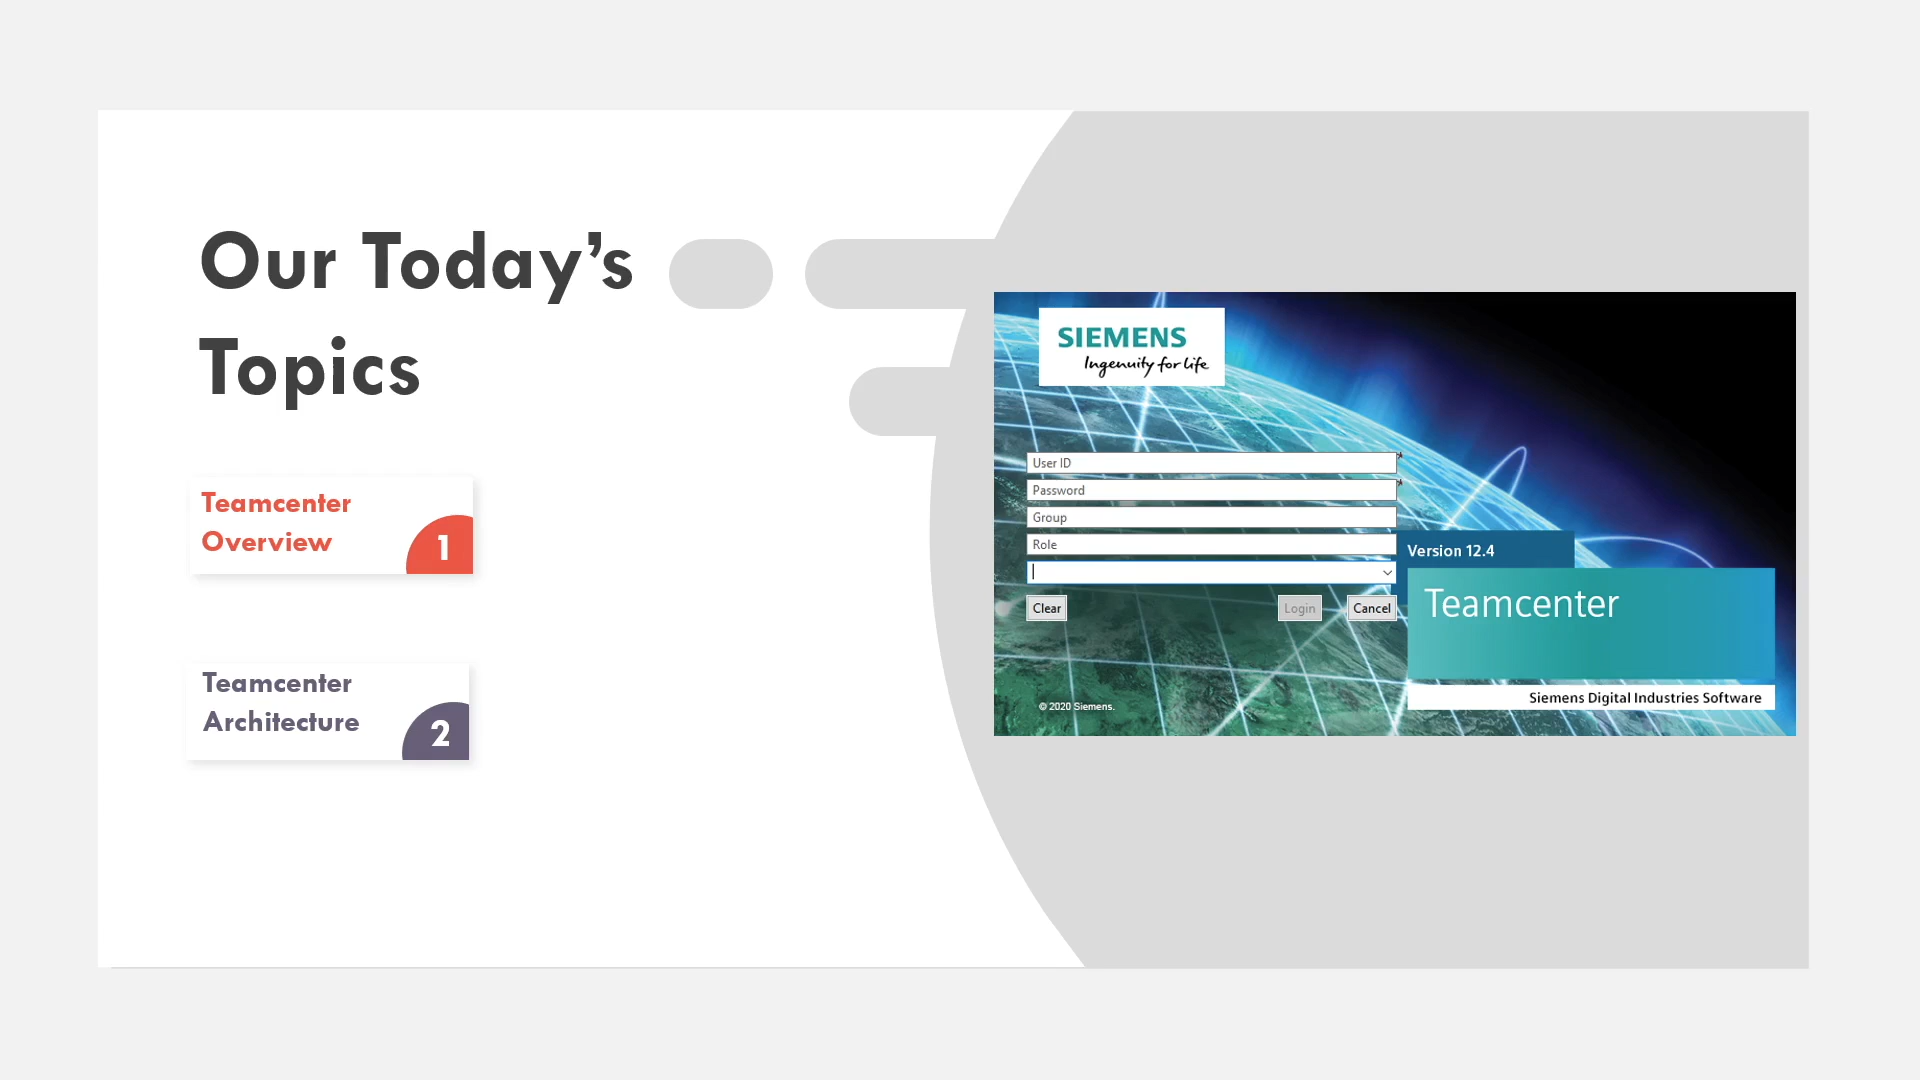 Our Today’s
Topics
Teamcenter
Overview
1
Teamcenter
Architecture
2
SIEMENS
Ingenuity for life
User ID
*
Password
*
Group
Role
Clear
Login
Cancel
Version 12.4
Teamcenter
Siemens Digital Industries Software
© 2020 Siemens.